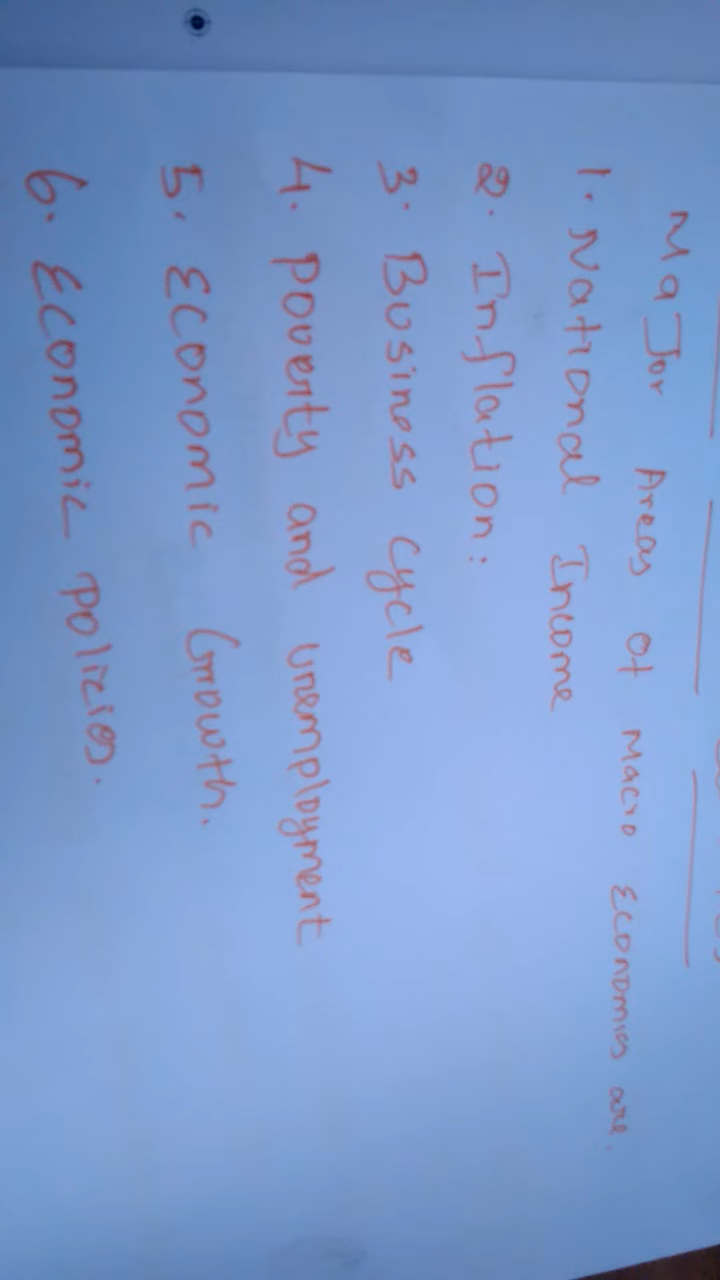 Major Areas of Macro Economics are.
1. National Income
2. Inflation:
3. Business cycle
4. Poverty and unemployment
5. Economic Growth.
6. Economic policies.